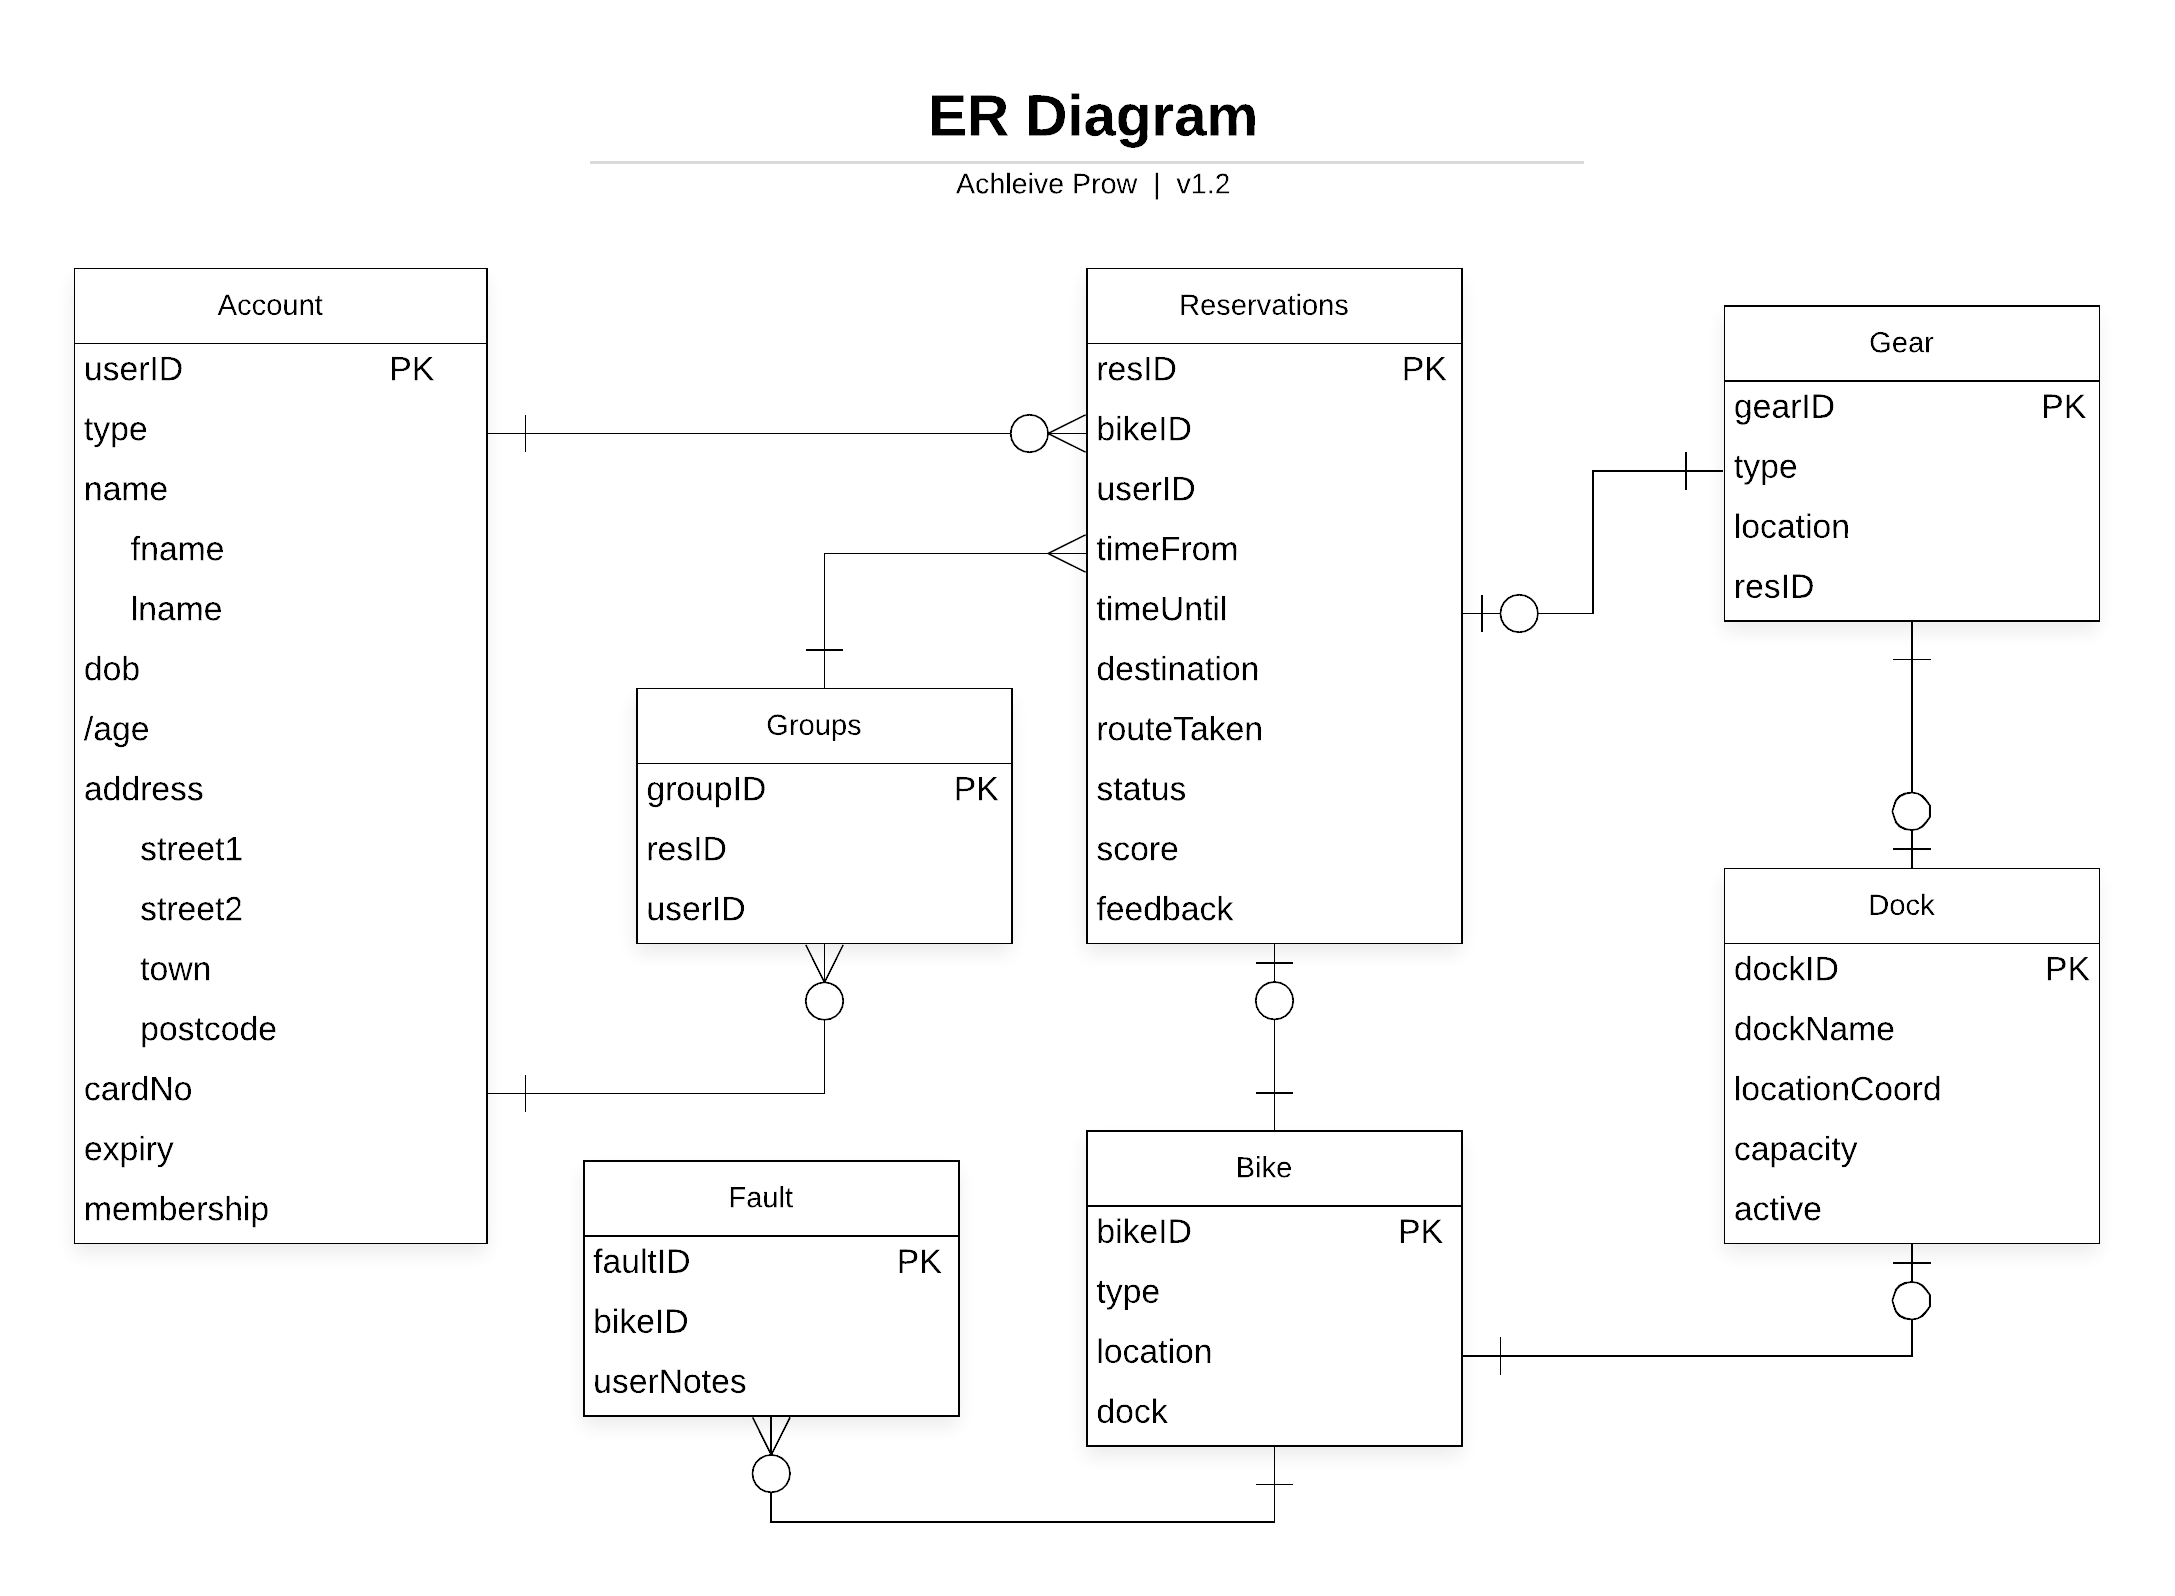 ER Diagram
Achleive Prow | v1.2
Account
userID PK
type
name
fname
lname
dob
/age
address
street1
street2
town
postcode
cardNo
expiry
membership
Reservations
resID PK
bikeID
userID
timeFrom
timeUntil
destination
routeTaken
status
score
feedback
Gear
gearID PK
type
location
resID
Groups
groupID PK
resID
userID
Dock
dockID PK
dockName
locationCoord
capacity
active
Fault
faultID PK
bikeID
userNotes
Bike
bikeID PK
type
location
dock